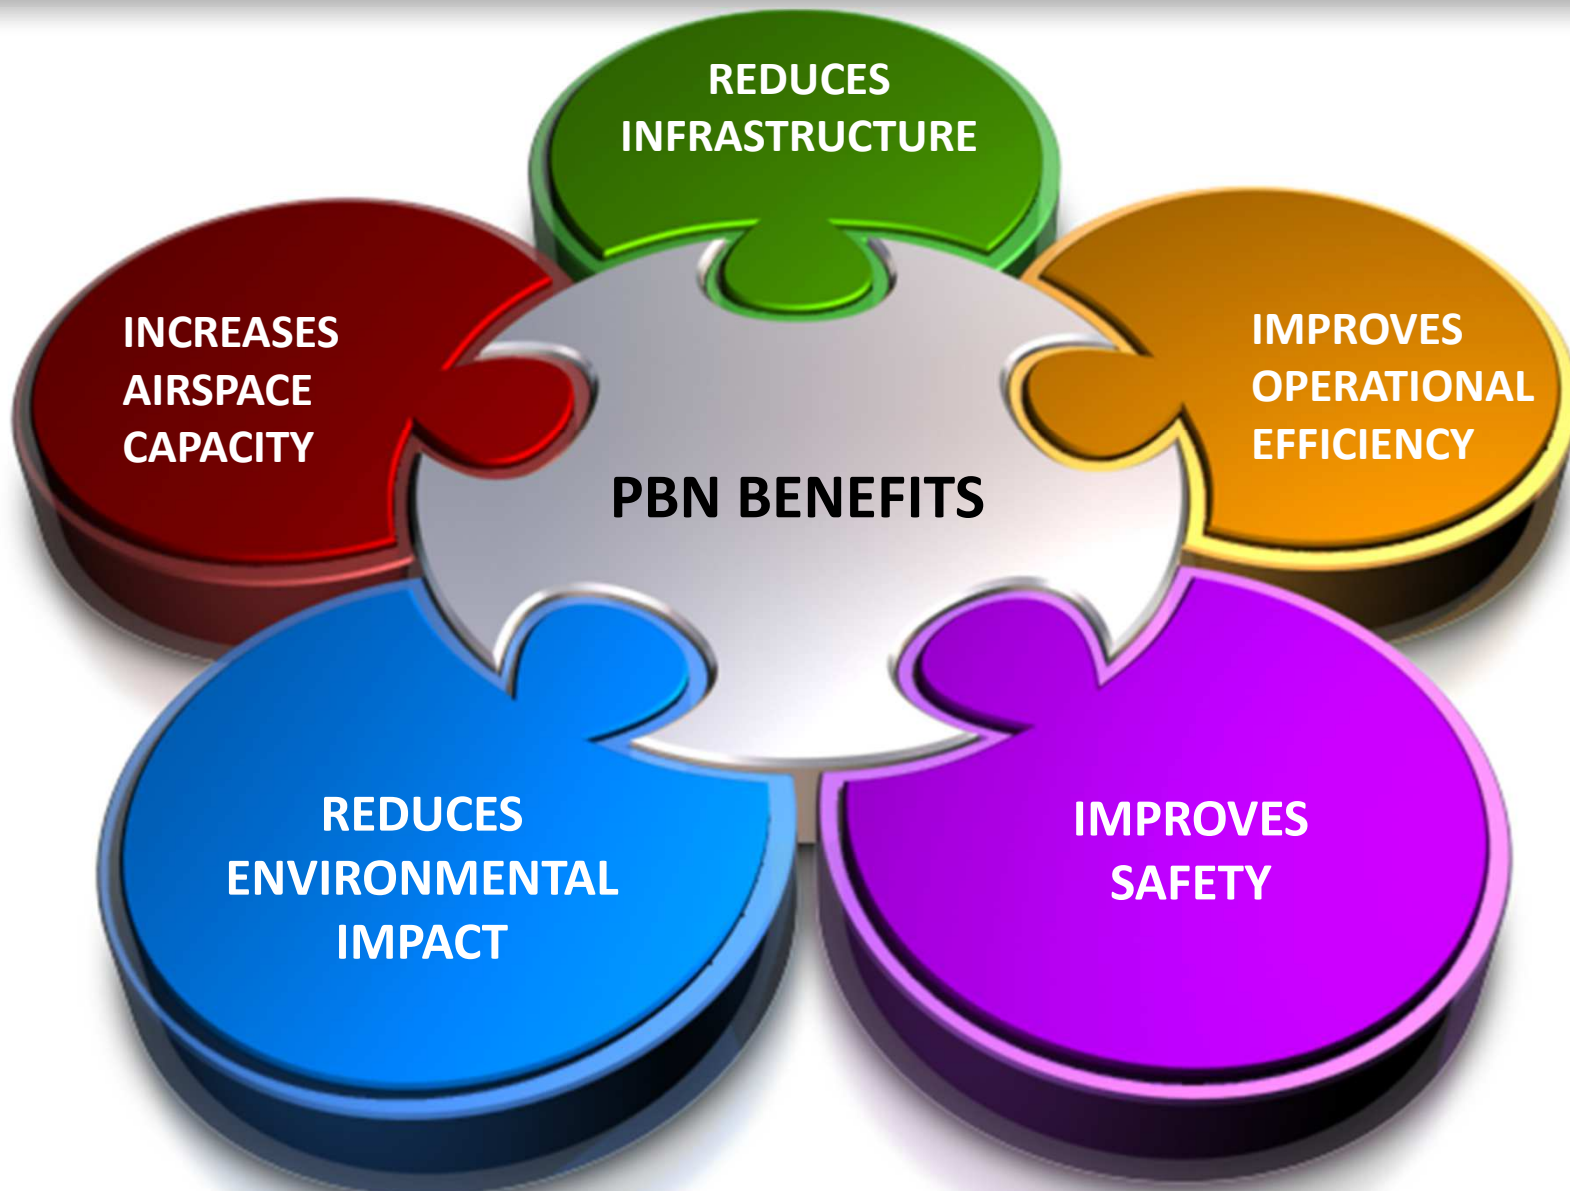 REDUCES
INFRASTRUCTURE
INCREASES
AIRSPACE
CAPACITY
IMPROVES
OPERATIONAL
EFFICIENCY
PBN BENEFITS
REDUCES
ENVIRONMENTAL
IMPACT
IMPROVES
SAFETY